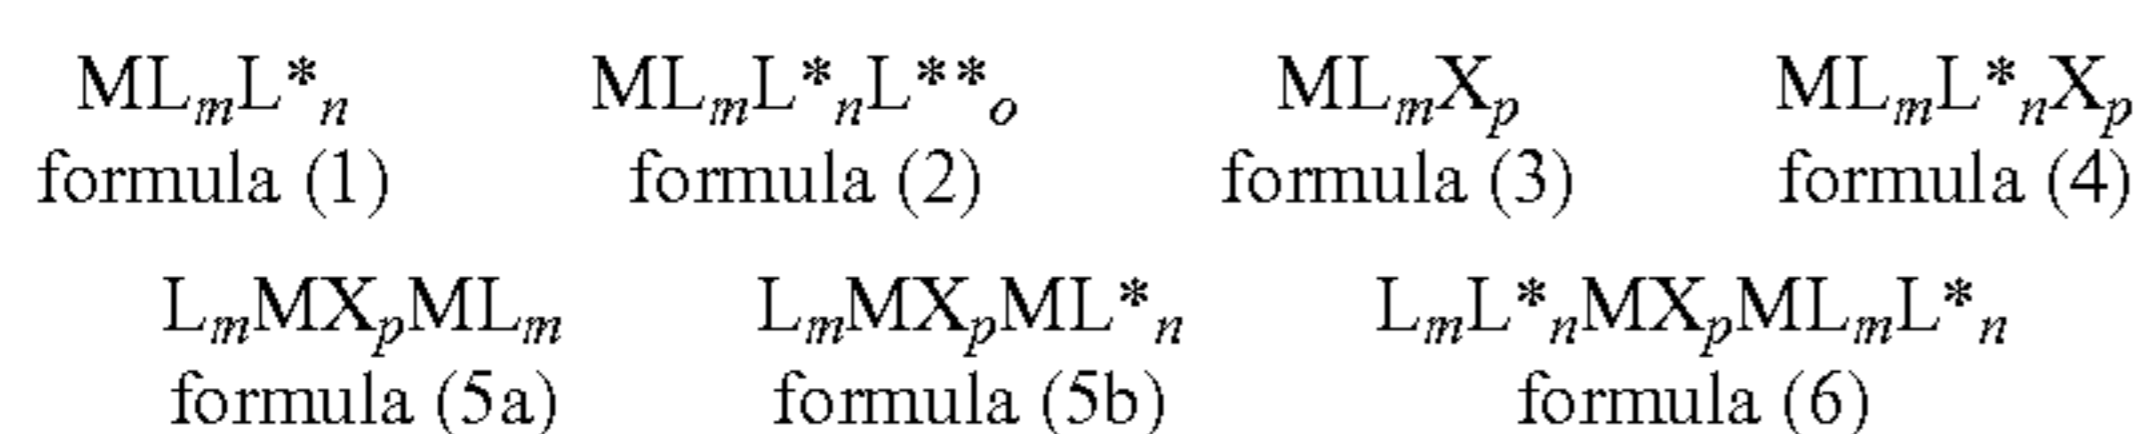 MLₘL*ₙ MLₘL*ₙL**ₒ MLₘXₚ MLₘL*ₙXₚ
formula (1) formula (2) formula (3) formula (4)
LₘMXₚMLₘ LₘMXₚML*ₙ LₘL*ₙMXₚMLₘL*ₙ
formula (5a) formula (5b) formula (6)